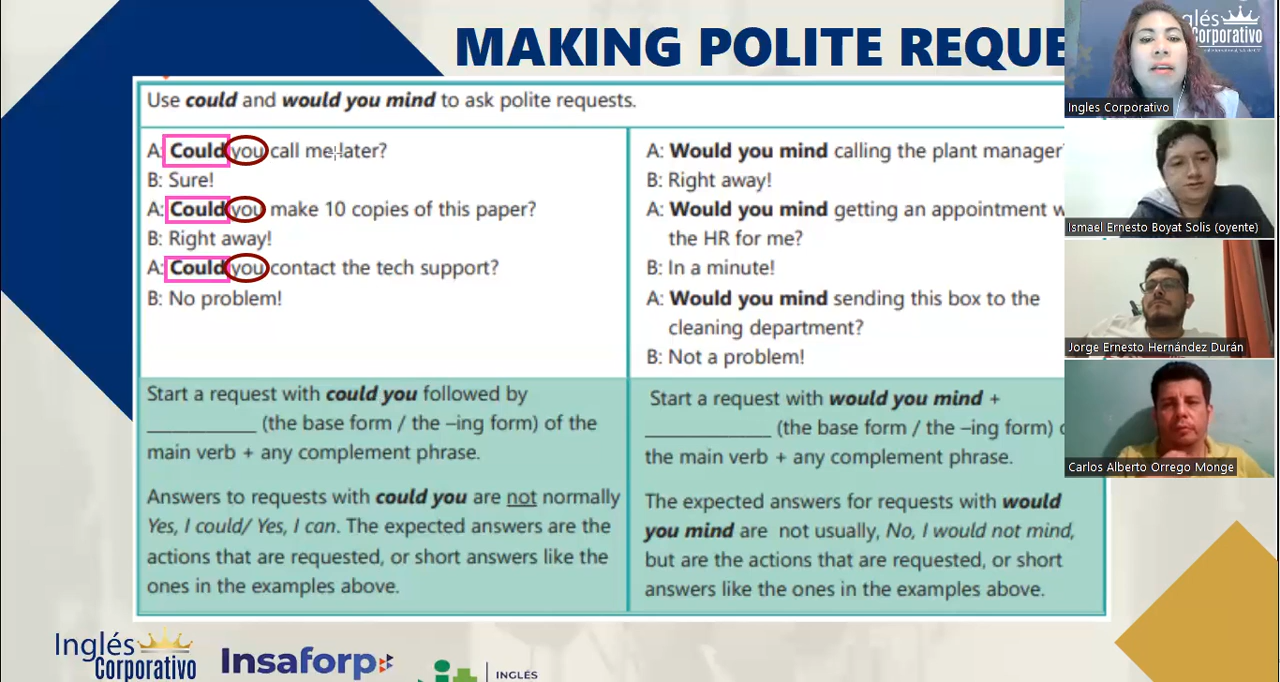 MAKING POLITE REQUE
Use could and would you mind to ask polite requests.
A: Could you call me later?
B: Sure!
A: Could you make 10 copies of this paper?
B: Right away!
A: Could you contact the tech support?
B: No problem!
A: Would you mind calling the plant manager
B: Right away!
A: Would you mind getting an appointment
the HR for me?
B: In a minute!
A: Would you mind sending this box to the
cleaning department?
B: Not a problem!
Start a request with could you followed by
____________ (the base form / the –ing form) of the
main verb + any complement phrase.
Answers to requests with could you are not normally
Yes, I could/ Yes, I can. The expected answers are the
actions that are requested, or short answers like the
ones in the examples above.
Start a request with would you mind +
____________ (the base form / the –ing form)
the main verb + any complement phrase.
The expected answers for requests with would
you mind are not usually, No, I would not mind,
but are the actions that are requested, or short
answers like the ones in the examples above.
glés
Corporativo
Ingles Corporativo
Ismael Ernesto Boyat Solis (oyente)
Jorge Ernesto Hernández Durán
Carlos Alberto Orrego Monge
Inglés
Corporativo
Insaforp
INGLÉS